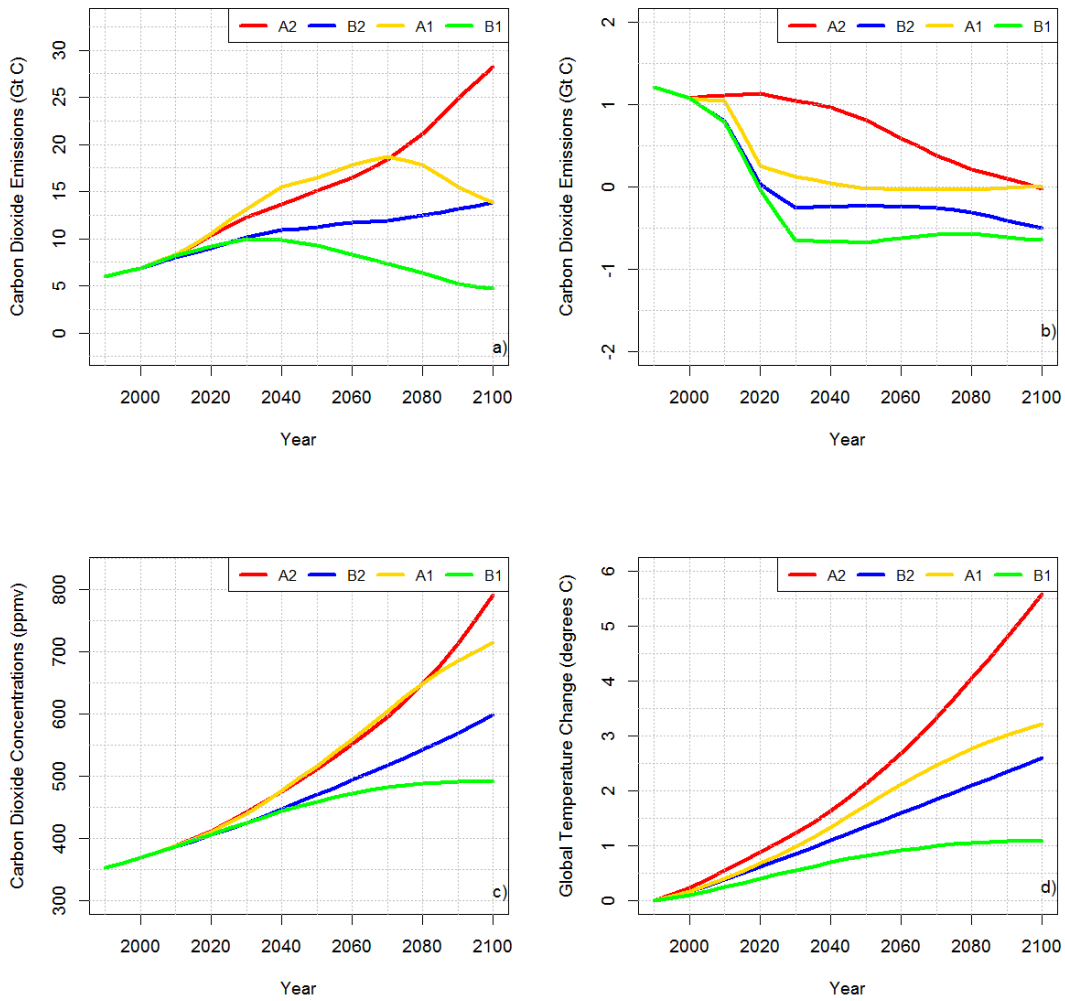 A2 B2 A1 B1
Carbon Dioxide Emissions (Gt C)
30
25
20
15
10
5
0
a)
2000 2020 2040 2060 2080 2100
Year
A2 B2 A1 B1
Carbon Dioxide Emissions (Gt C)
2
1
0
-1
-2
b)
2000 2020 2040 2060 2080 2100
Year
A2 B2 A1 B1
Carbon Dioxide Concentrations (ppmv)
800
700
600
500
400
300
c)
2000 2020 2040 2060 2080 2100
Year
A2 B2 A1 B1
Global Temperature Change (degrees C)
6
5
4
3
2
1
0
d)
2000 2020 2040 2060 2080 2100
Year